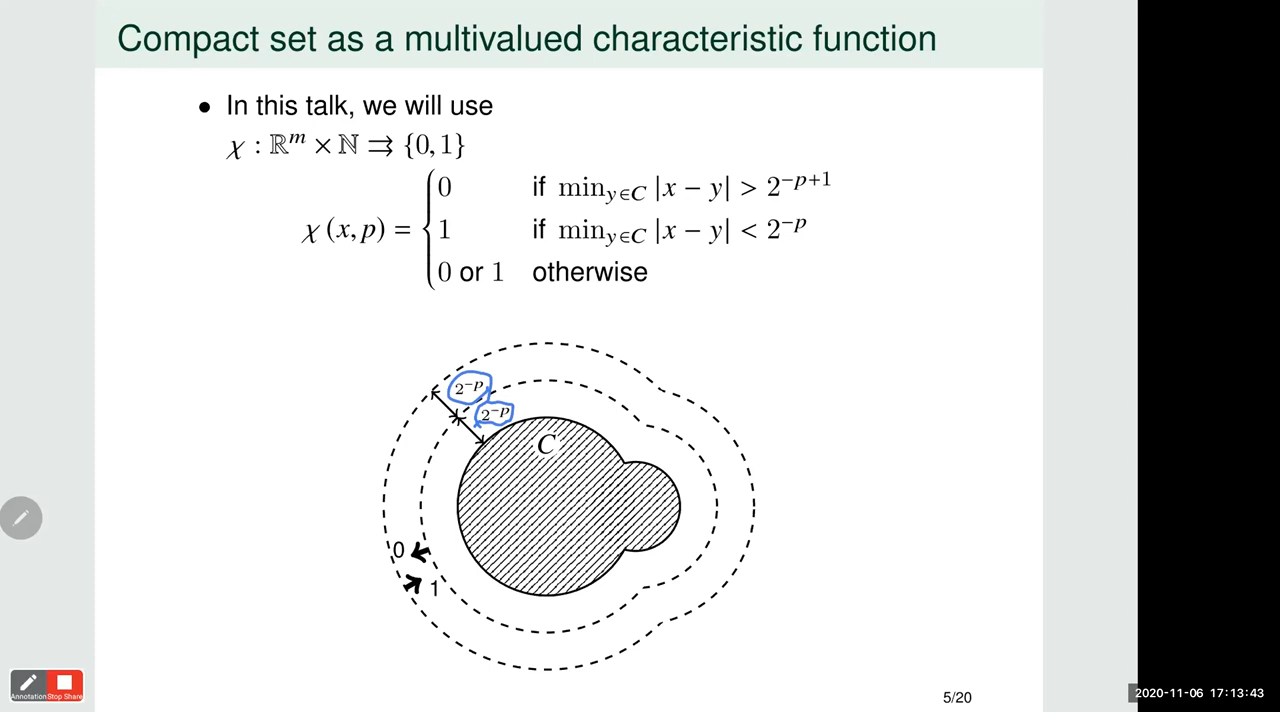 Compact set as a multivalued characteristic function
• In this talk, we will use
χ : ℝᵐ × ℕ ⇉ {0, 1}
0 if min_{y∈C} |x − y| > 2^{−p+1}
χ(x, p) = { 1 if min_{y∈C} |x − y| < 2^{−p}
0 or 1 otherwise
2^{−p}
2^{−p}
C
0
1
Annotation Stop Share
5/20
2020-11-06 17:13:43